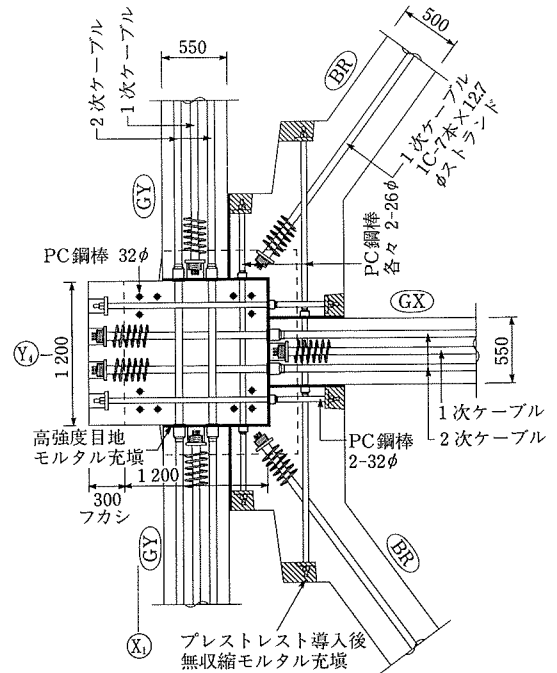 500
550
BR
2次ケーブル
1次ケーブル
1次ケーブル
1C-7本×12.7
φストランド
GY
PC鋼棒
各々 2-26φ
PC鋼棒 32φ
GX
Y₄
1200
550
1次ケーブル
2次ケーブル
高強度目地
モルタル充塡
PC鋼棒
2-32φ
1200
300
フカシ
GY
BR
X₁
プレストレスト導入後
無収縮モルタル充塡